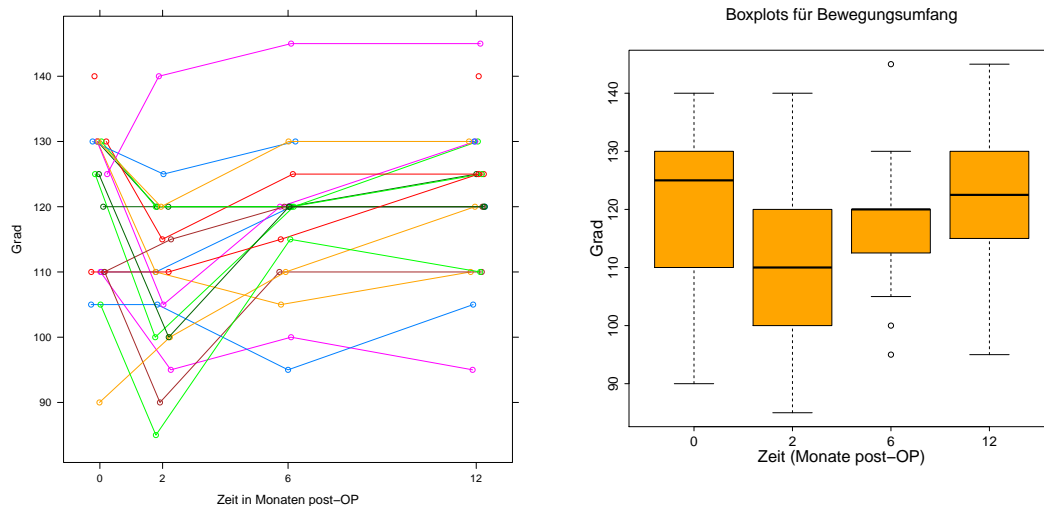 140
130
120
110
100
90
Grad
0 2 6 12
Zeit in Monaten post−OP
Boxplots für Bewegungsumfang
140
130
120
110
100
90
Grad
0 2 6 12
Zeit (Monate post−OP)